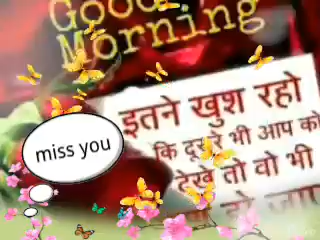 Good
Morning
miss you
इतने खुश रहो
कि दूर से भी आप को
देखे तो वो भी